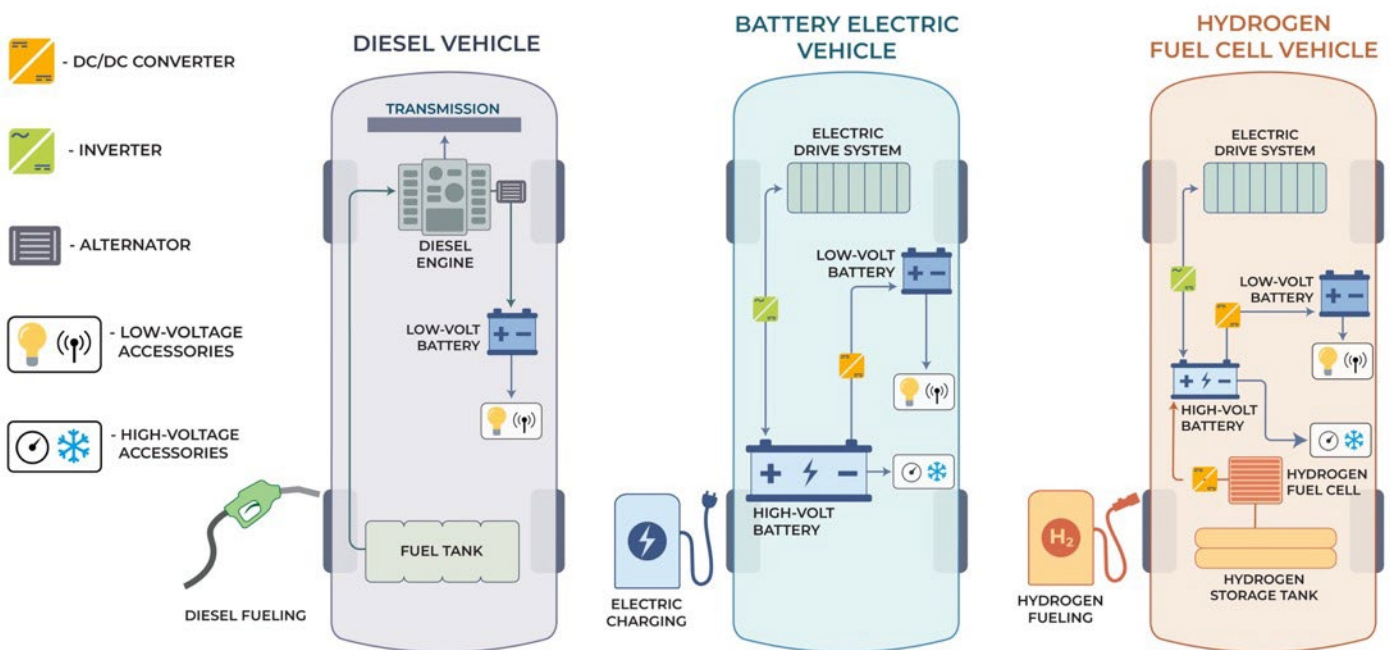 - DC/DC CONVERTER
- INVERTER
- ALTERNATOR
- LOW-VOLTAGE
ACCESSORIES
- HIGH-VOLTAGE
ACCESSORIES
DIESEL VEHICLE
TRANSMISSION
DIESEL
ENGINE
LOW-VOLT
BATTERY
FUEL TANK
DIESEL FUELING
BATTERY ELECTRIC
VEHICLE
ELECTRIC
DRIVE SYSTEM
LOW-VOLT
BATTERY
HIGH-VOLT
BATTERY
ELECTRIC
CHARGING
HYDROGEN
FUEL CELL VEHICLE
ELECTRIC
DRIVE SYSTEM
LOW-VOLT
BATTERY
HIGH-VOLT
BATTERY
HYDROGEN
FUEL CELL
H₂
HYDROGEN
STORAGE TANK
HYDROGEN
FUELING